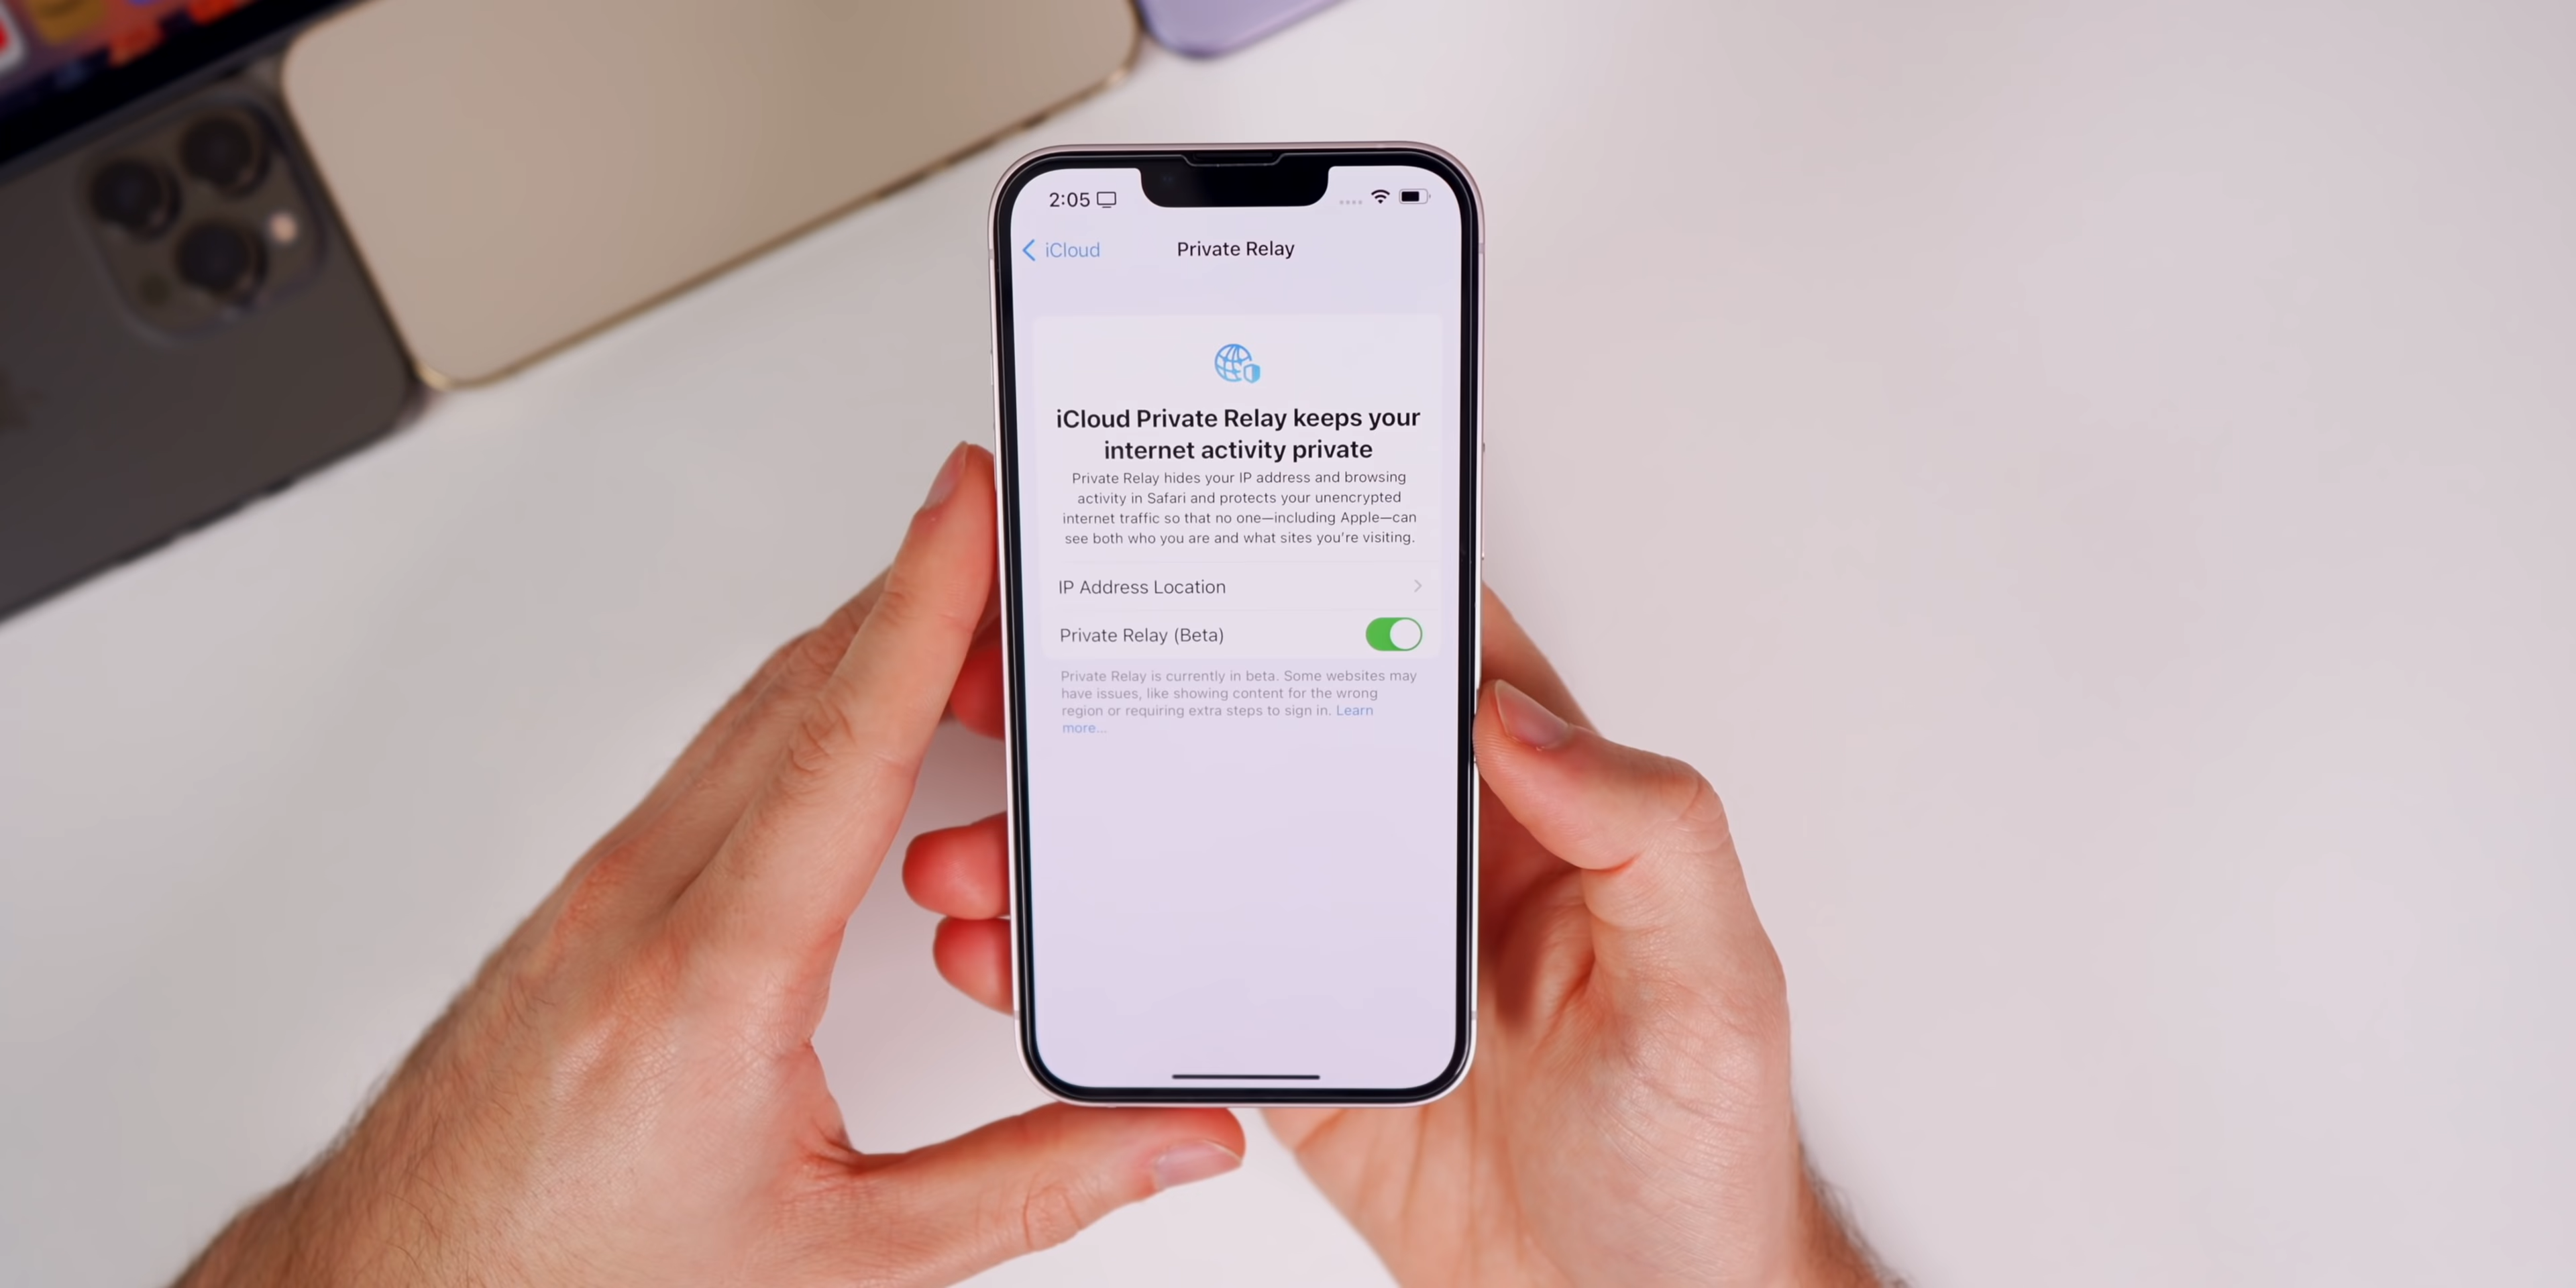 2:05
iCloud
Private Relay
iCloud Private Relay keeps your
internet activity private
Private Relay hides your IP address and browsing
activity in Safari and protects your unencrypted
internet traffic so that no one—including Apple—can
see both who you are and what sites you’re visiting.
IP Address Location
Private Relay (Beta)
Private Relay is currently in beta. Some websites may
have issues, like showing content for the wrong
region or requiring extra steps to sign in. Learn
more...